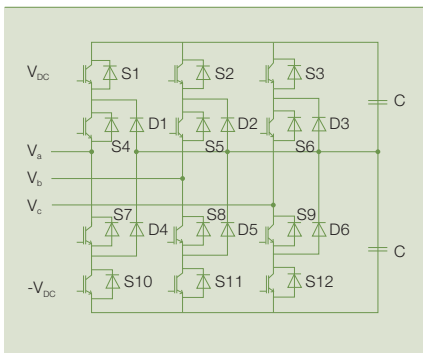 V_DC S1 S2 S3
C
D1 D2 D3
S4 S5 S6
V_a
V_b
V_c
S7 S8 S9
D4 D5 D6
C
-V_DC S10 S11 S12